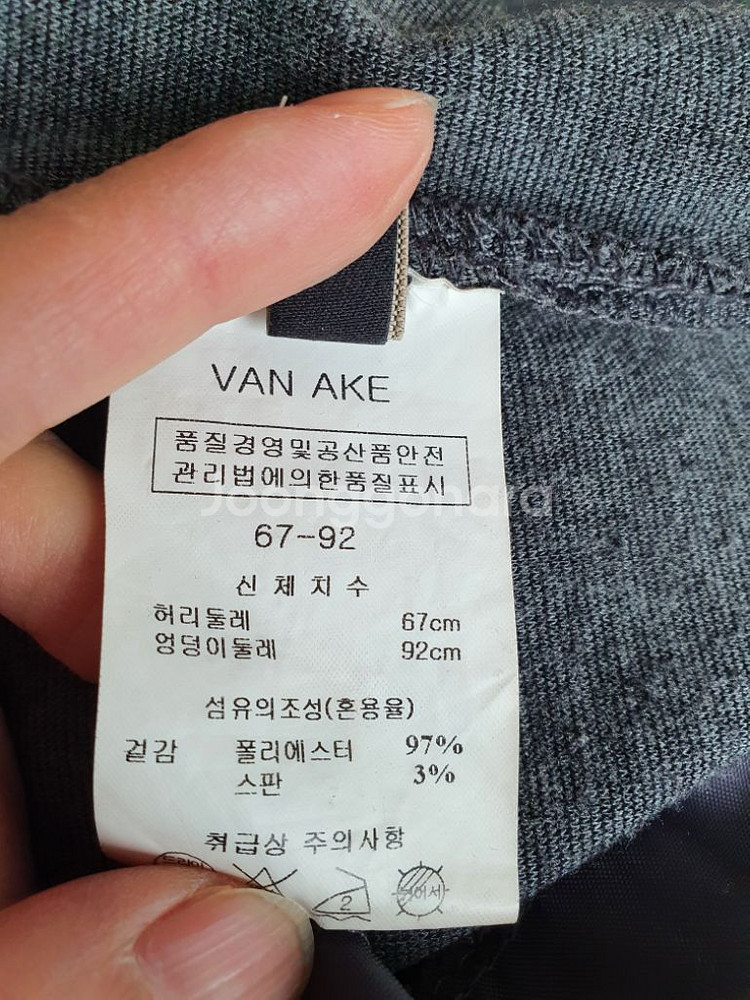 VAN AKE
품질경영및공산품안전
관리법에의한품질표시
Joonggonara
67-92
신체치수
허리둘레 67cm
엉덩이둘레 92cm
섬유의조성(혼용율)
겉감 폴리에스터 97%
스판 3%
취급상 주의사항
드라이
2